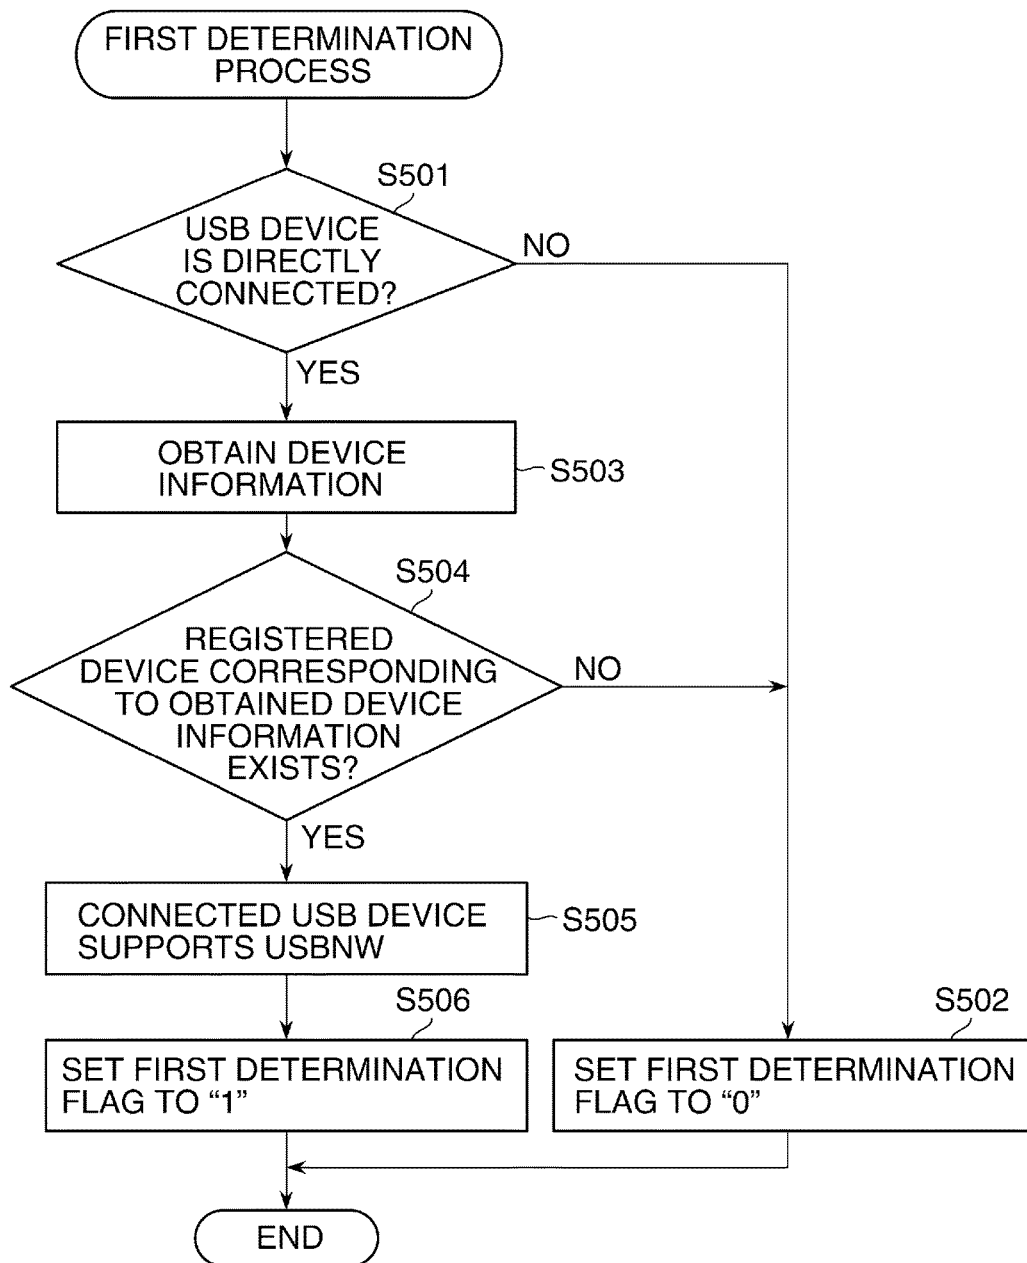 FIRST DETERMINATION
PROCESS
S501
USB DEVICE
IS DIRECTLY
CONNECTED?
NO
YES
OBTAIN DEVICE
INFORMATION
S503
S504
REGISTERED
DEVICE CORRESPONDING
TO OBTAINED DEVICE
INFORMATION
EXISTS?
NO
YES
CONNECTED USB DEVICE
SUPPORTS USBNW
S505
S506
SET FIRST DETERMINATION
FLAG TO “1”
S502
SET FIRST DETERMINATION
FLAG TO “0”
END